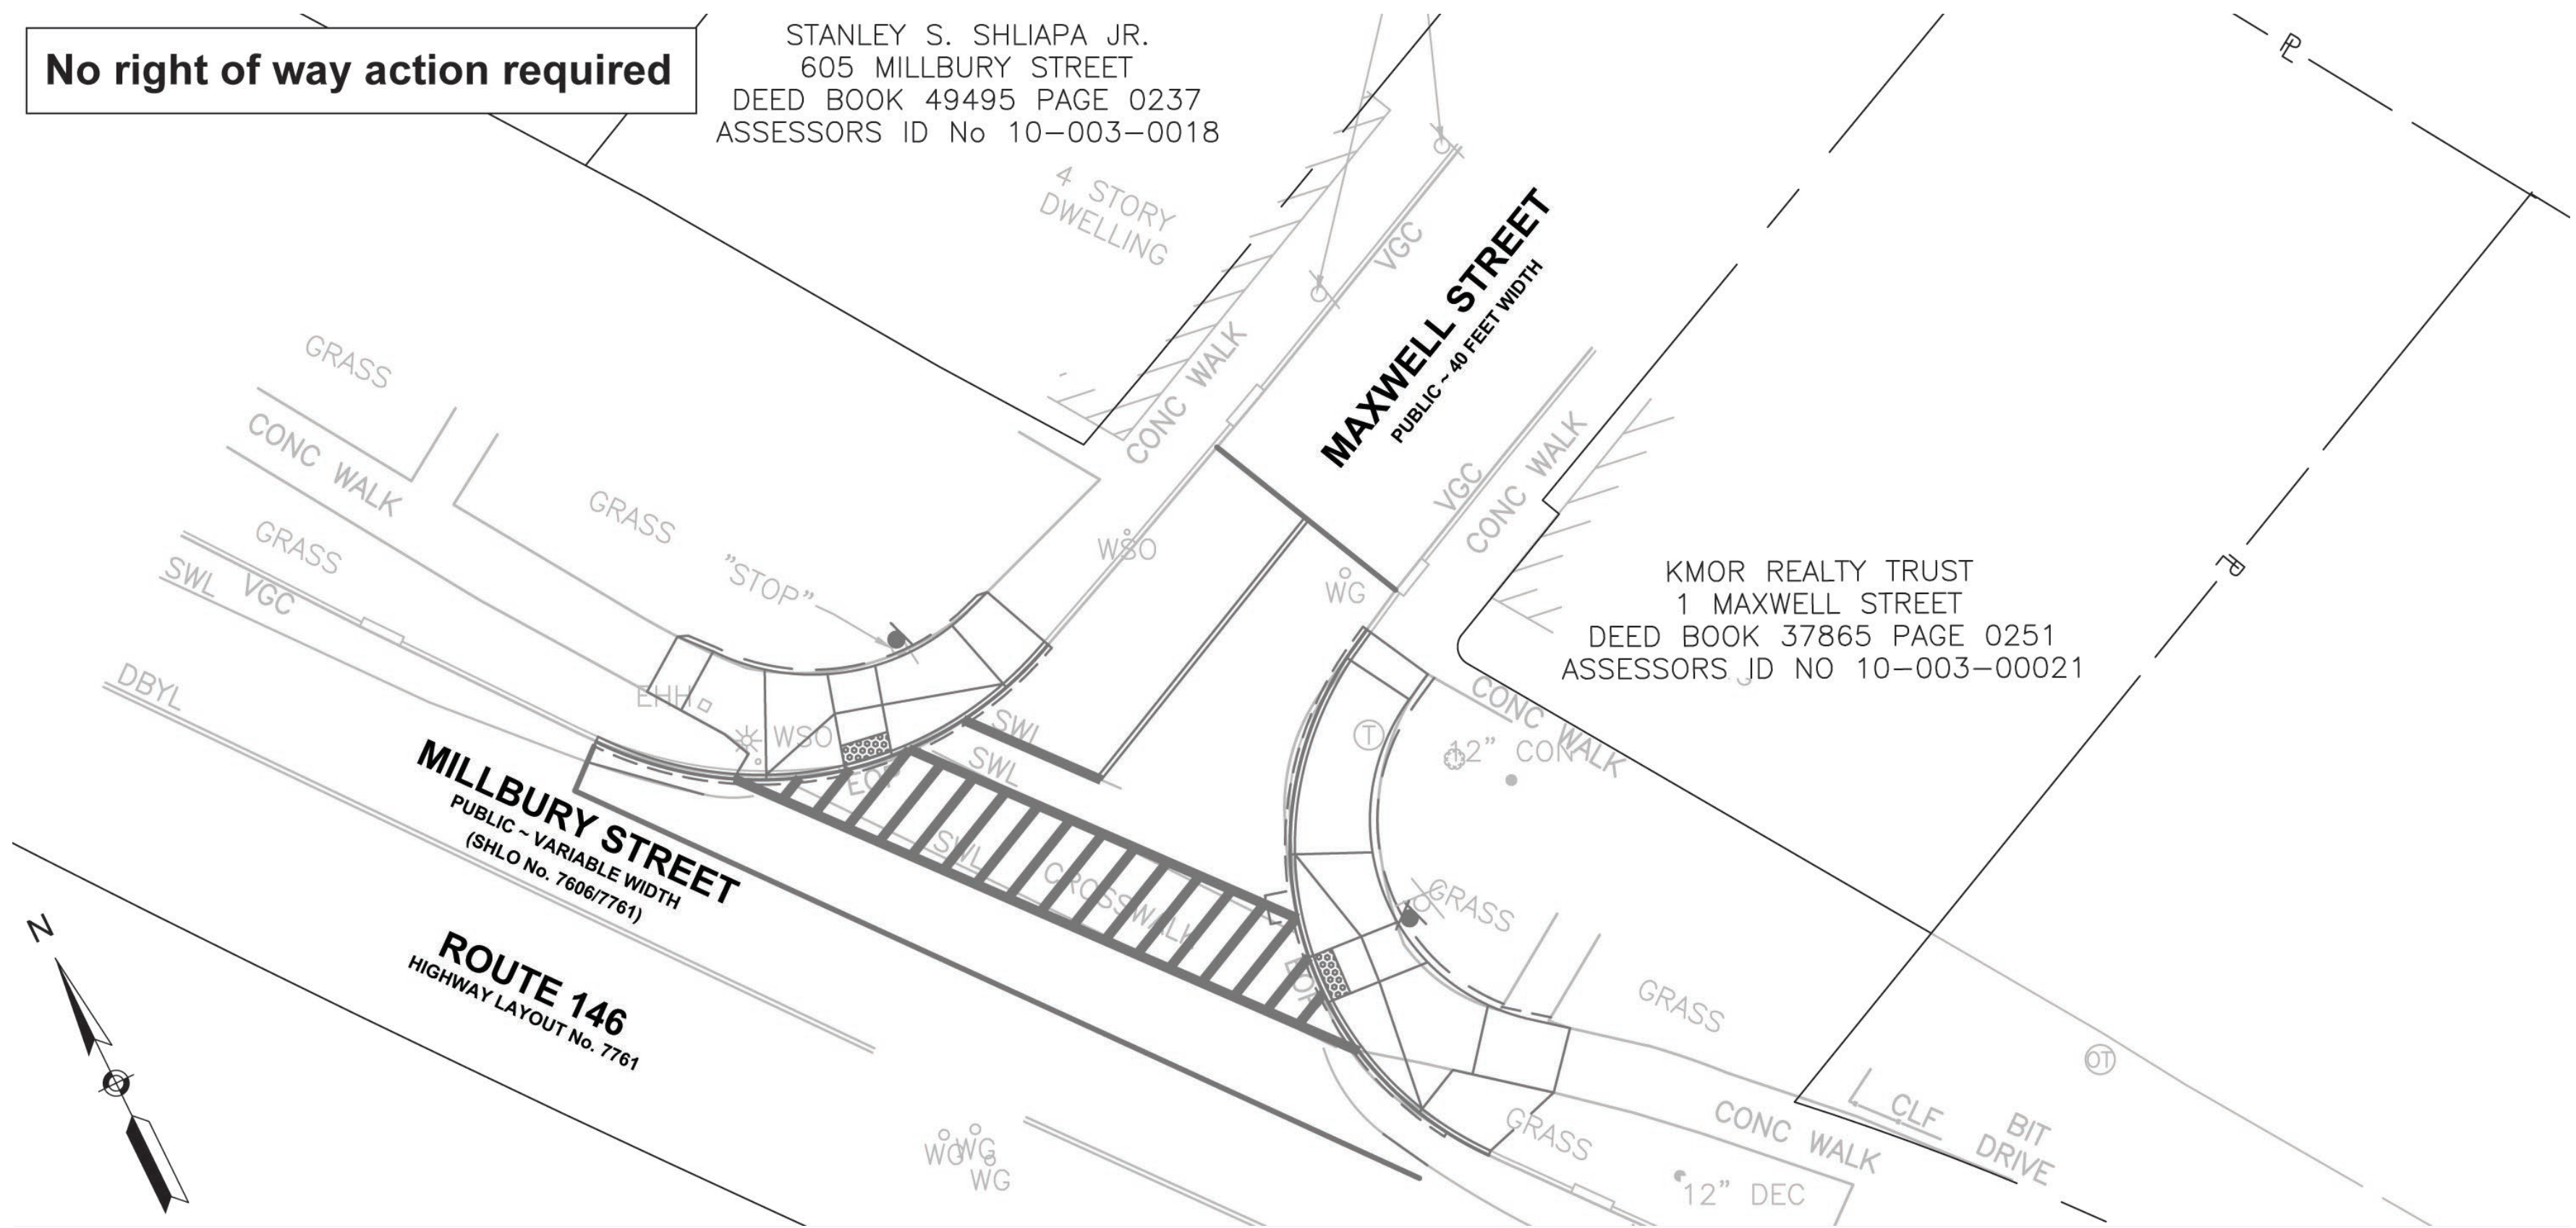 No right of way action required
STANLEY S. SHLIAPA JR.
605 MILLBURY STREET
DEED BOOK 49495 PAGE 0237
ASSESSORS ID No 10-003-0018
4 STORY
DWELLING
VGC
MAXWELL STREET
PUBLIC ~ 40 FEET WIDTH
CONC WALK
GRASS
CONC WALK
GRASS
GRASS
SWL
VGC
"STOP"
WSO
WG
VGC
CONC WALK
KMOR REALTY TRUST
1 MAXWELL STREET
DEED BOOK 37865 PAGE 0251
ASSESSORS ID NO 10-003-00021
DBYL
EHH
WSO
SWL
SWL
T
CONC WALK
12" CON
MILLBURY STREET
PUBLIC ~ VARIABLE WIDTH
(SHLO No. 7606/7761)
SWL
CROSSWALK
GRASS
ROUTE 146
HIGHWAY LAYOUT No. 7761
N
GRASS
OT
GRASS
CONC WALK
CLF
BIT
DRIVE
12" DEC
WG
WG
WG
PL